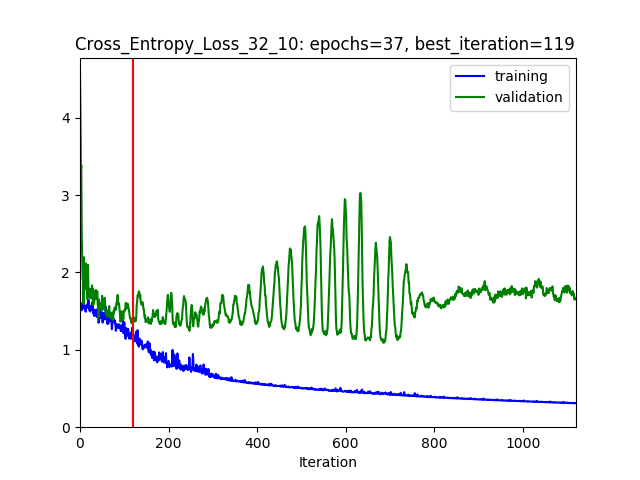 Cross_Entropy_Loss_32_10: epochs=37, best_iteration=119
training
validation
4
3
2
1
0
0 200 400 600 800 1000
Iteration